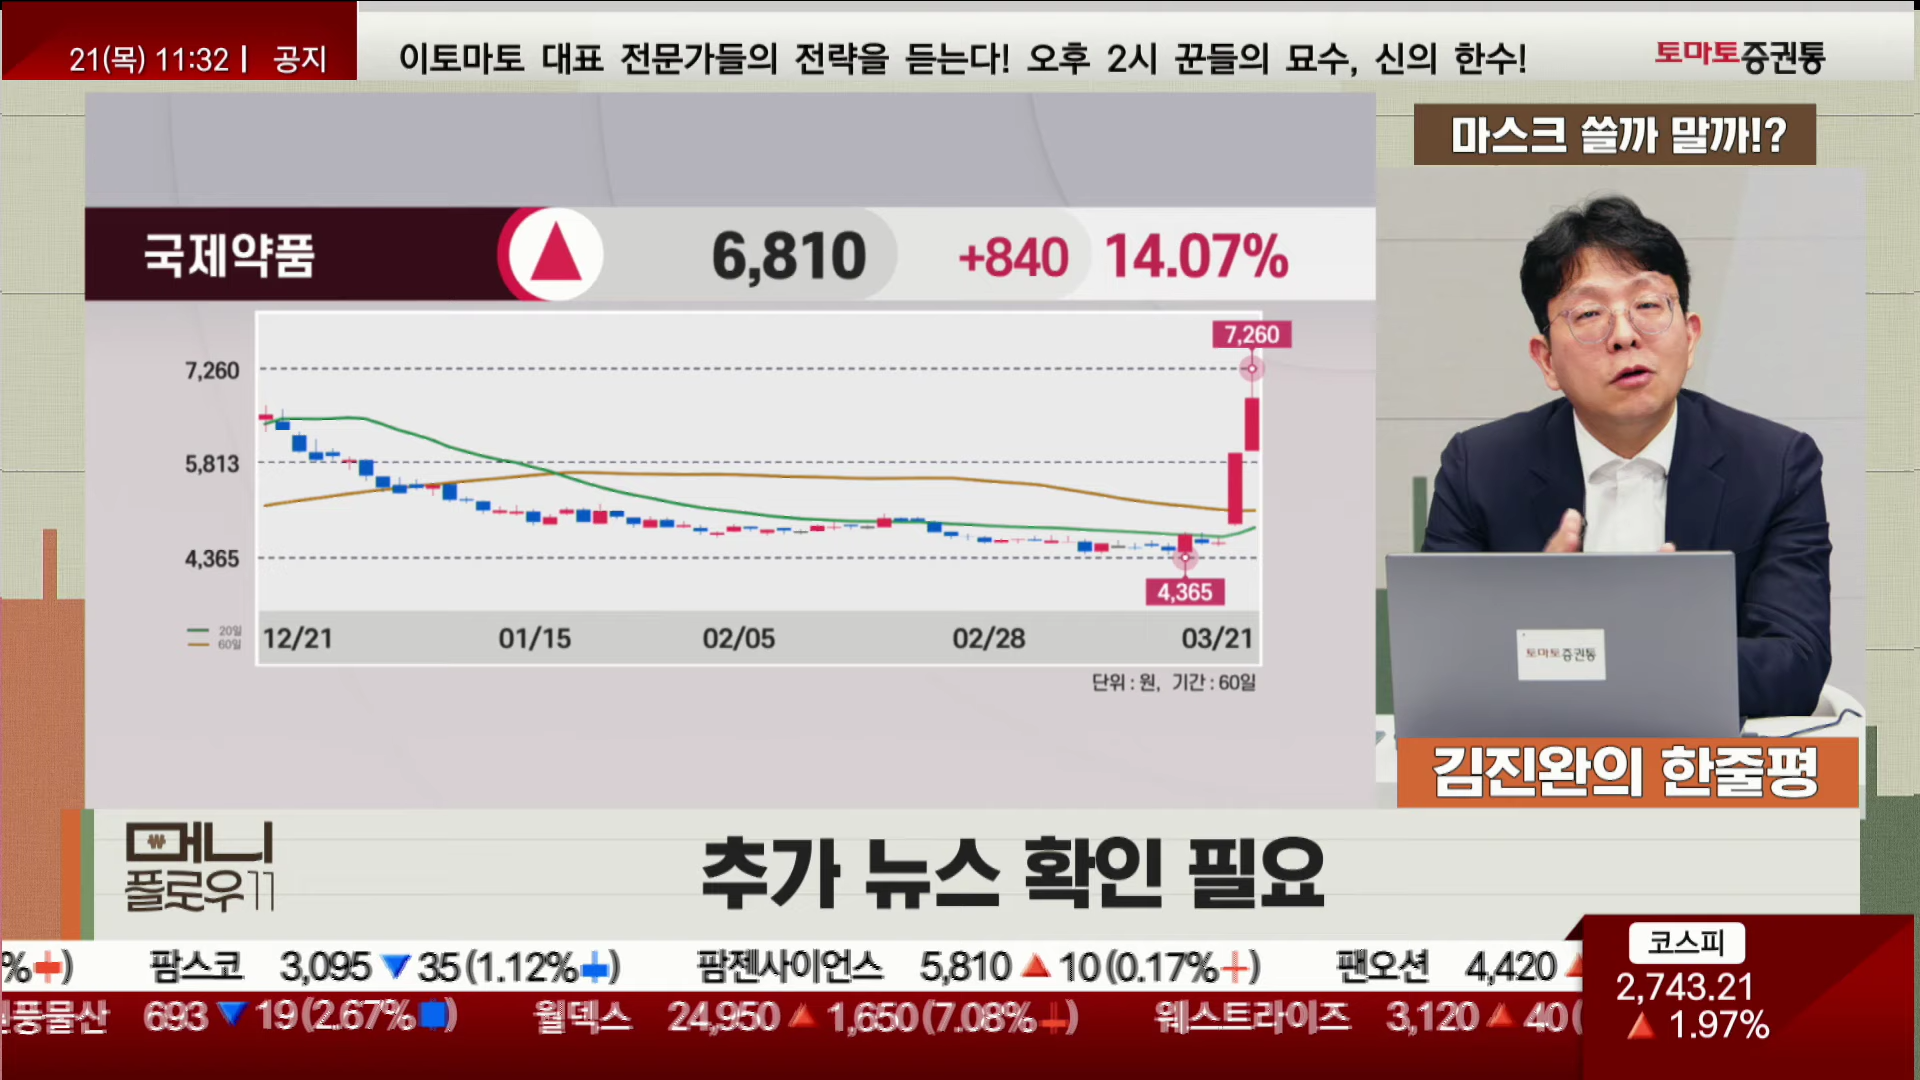 21(목) 11:32 | 공지
이토마토 대표 전문가들의 전략을 듣는다! 오후 2시 꾼들의 묘수, 신의 한수!
토마토증권통
마스크 쓸까 말까!?
국제약품 ▲ 6,810 +840 14.07%
7,260
7,260
5,813
4,365
4,365
20일
60일
12/21 01/15 02/05 02/28 03/21
단위 : 원, 기간 : 60일
토마토증권통
김진완의 한줄평
머니
플로우11
추가 뉴스 확인 필요
%+) 팜스코 3,095 ▼35(1.12%+) 팜젠사이언스 5,810 ▲10(0.17%+) 팬오션 4,420 ▲
풍물산 693 ▼19(2.67%) 월덱스 24,950 ▲1,650(7.08%+) 웨스트라이즈 3,120 ▲40(
코스피
2,743.21
▲ 1.97%